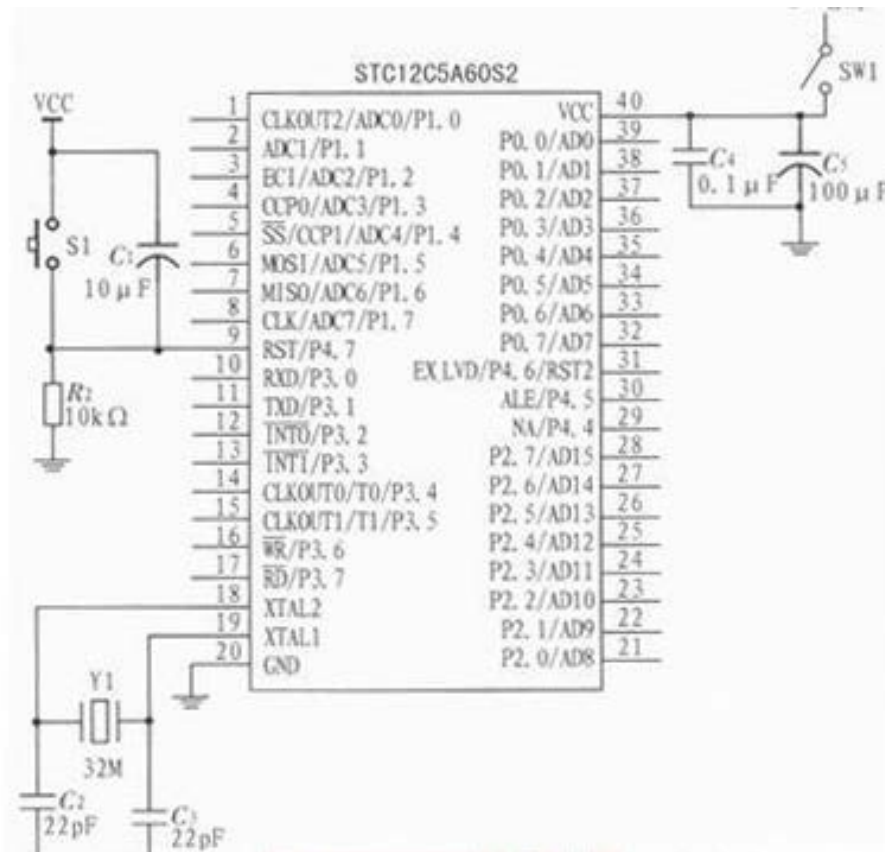 STC12C5A60S2
SW1
VCC
S1
C1
10μF
R2
10kΩ
1 CLKOUT2/ADC0/P1.0
2 ADC1/P1.1
3 EC1/ADC2/P1.2
4 CCP0/ADC3/P1.3
5 SS/CCP1/ADC4/P1.4
6 MOSI/ADC5/P1.5
7 MISO/ADC6/P1.6
8 CLK/ADC7/P1.7
9 RST/P4.7
10 RXD/P3.0
11 TXD/P3.1
12 INT0/P3.2
13 INT1/P3.3
14 CLKOUT0/T0/P3.4
15 CLKOUT1/T1/P3.5
16 WR/P3.6
17 RD/P3.7
18 XTAL2
19 XTAL1
20 GND
VCC 40
P0.0/AD0 39
P0.1/AD1 38
P0.2/AD2 37
P0.3/AD3 36
P0.4/AD4 35
P0.5/AD5 34
P0.6/AD6 33
P0.7/AD7 32
EX LVD/P4.6/RST2 31
ALE/P4.5 30
NA/P4.4 29
P2.7/AD15 28
P2.6/AD14 27
P2.5/AD13 26
P2.4/AD12 25
P2.3/AD11 24
P2.2/AD10 23
P2.1/AD9 22
P2.0/AD8 21
C4
0.1μF
C5
100μF
Y1
32M
C2
22pF
C3
22pF